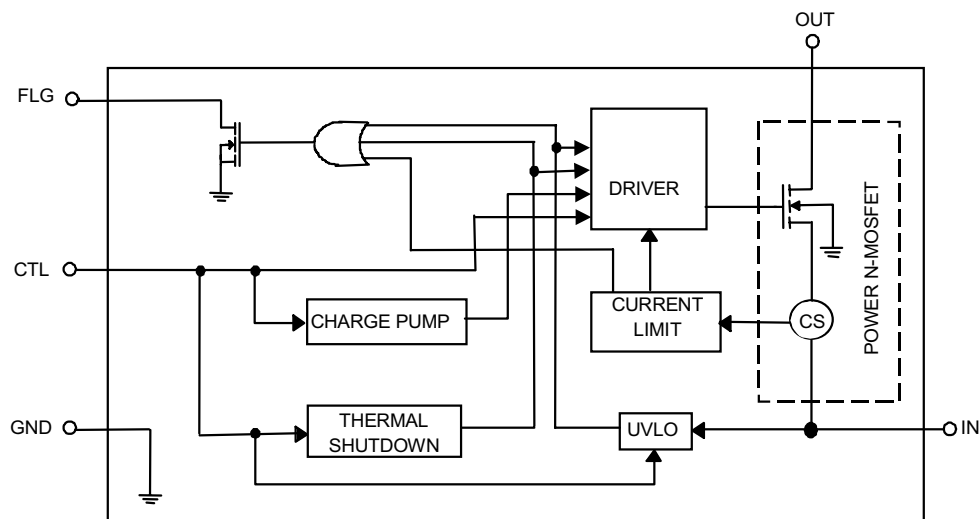 OUT
FLG
DRIVER
POWER N-MOSFET
CTL
CHARGE PUMP
CURRENT
LIMIT
CS
GND
THERMAL
SHUTDOWN
UVLO
IN